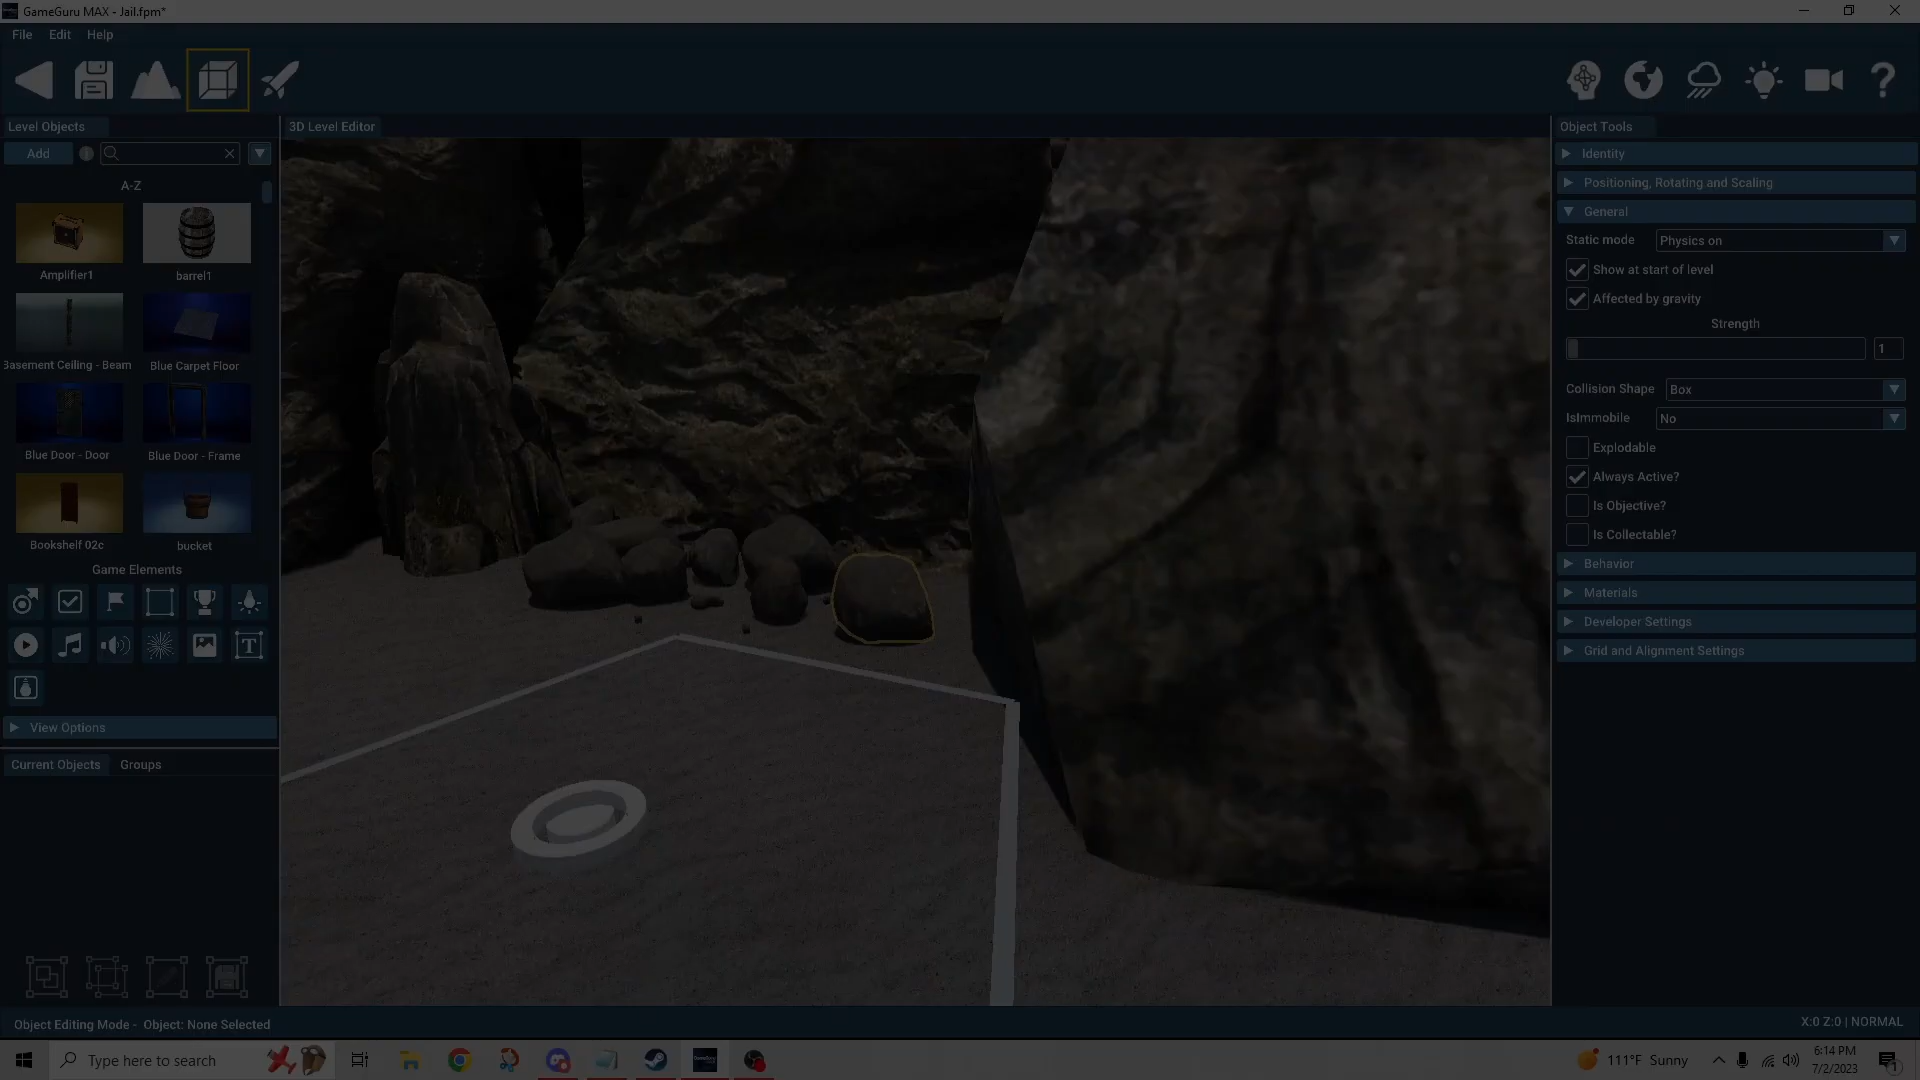 GameGuru MAX - Jail.fpm*
File Edit Help
Level Objects
Add
A-Z
Amplifier1
barrel1
Basement Ceiling - Beam
Blue Carpet Floor
Blue Door - Door
Blue Door - Frame
Bookshelf 02c
bucket
Game Elements
View Options
Current Objects Groups
3D Level Editor
Object Tools
Identity
Positioning, Rotating and Scaling
General
Static mode Physics on
Show at start of level
Affected by gravity
Strength
1
Collision Shape Box
IsImmobile No
Explodable
Always Active?
Is Objective?
Is Collectable?
Behavior
Materials
Developer Settings
Grid and Alignment Settings
Object Editing Mode - Object: None Selected
X:0 Z:0 | NORMAL
Type here to search
111°F Sunny
6:14 PM
7/2/2023
1